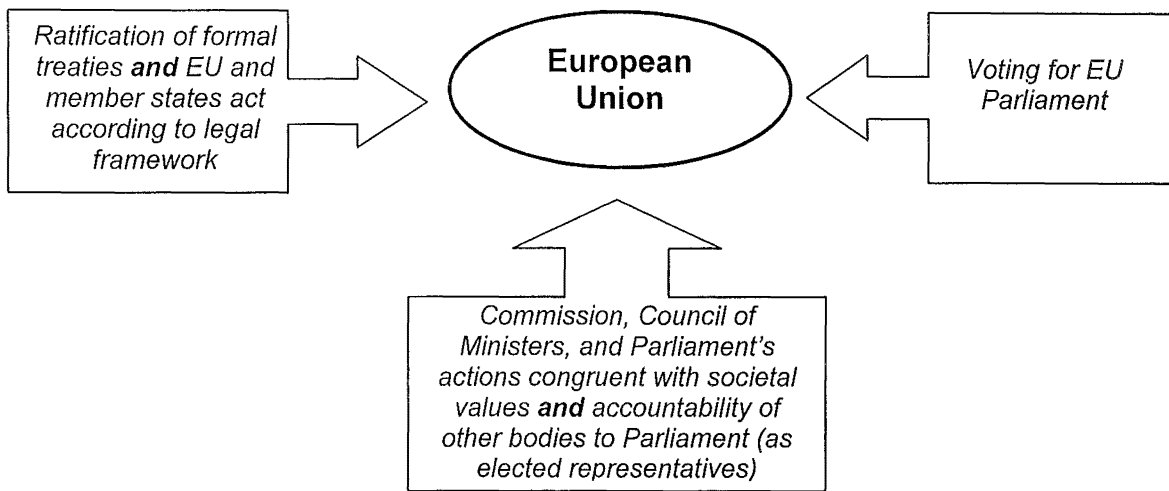 Ratification of formal
treaties and EU and
member states act
according to legal
framework
European
Union
Voting for EU
Parliament
Commission, Council of
Ministers, and Parliament's
actions congruent with societal
values and accountability of
other bodies to Parliament (as
elected representatives)